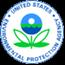 UNITED STATES
ENVIRONMENTAL PROTECTION AGENCY